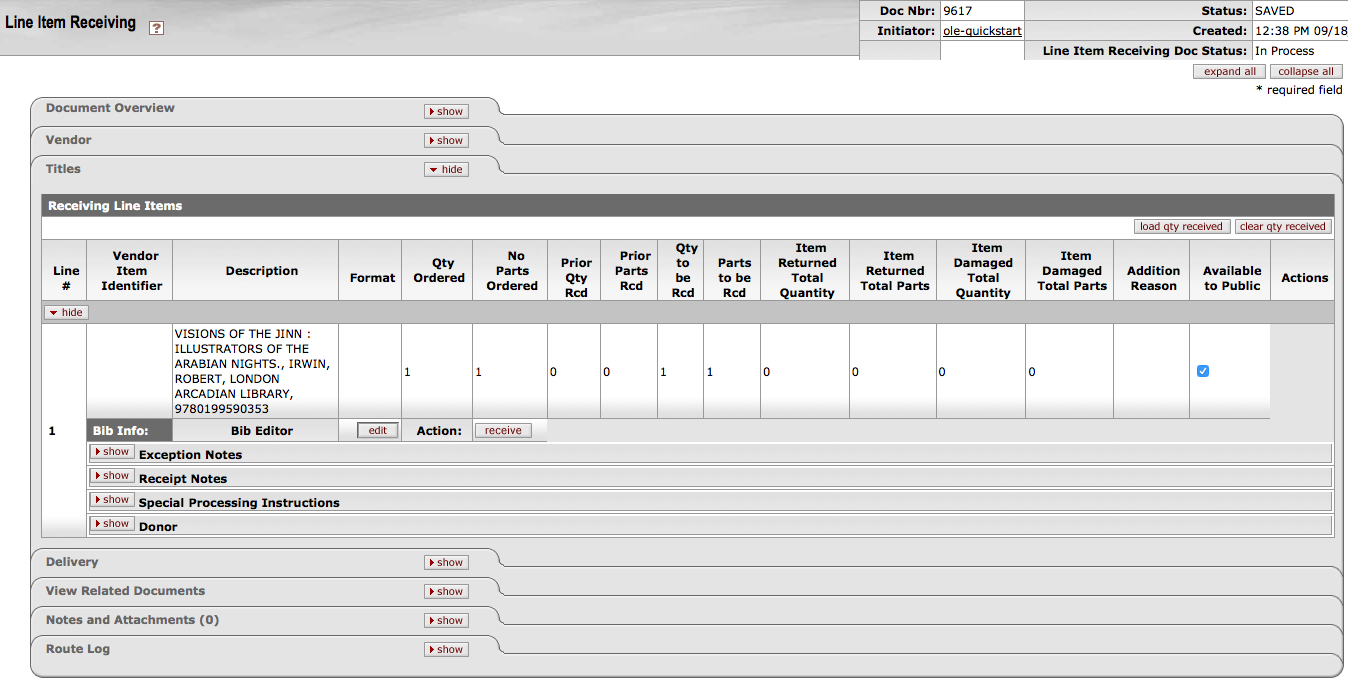 Line Item Receiving ?
Doc Nbr: 9617 Status: SAVED
Initiator: ole-quickstart Created: 12:38 PM 09/18
Line Item Receiving Doc Status: In Process
expand all collapse all
* required field
Document Overview show
Vendor show
Titles hide
Receiving Line Items
load qty received clear qty received
Line # Vendor Item Identifier Description Format Qty Ordered No Parts Ordered Prior Qty Rcd Prior Parts Rcd Qty to be Rcd Parts to be Rcd Item Returned Total Quantity Item Returned Total Parts Item Damaged Total Quantity Item Damaged Total Parts Addition Reason Available to Public Actions
hide
VISIONS OF THE JINN :
ILLUSTRATORS OF THE
ARABIAN NIGHTS., IRWIN,
ROBERT, LONDON
ARCADIAN LIBRARY,
9780199590353
1 1 0 0 1 1 0 0 0 0
1 Bib Info: Bib Editor edit Action: receive
show Exception Notes
show Receipt Notes
show Special Processing Instructions
show Donor
Delivery show
View Related Documents show
Notes and Attachments (0) show
Route Log show